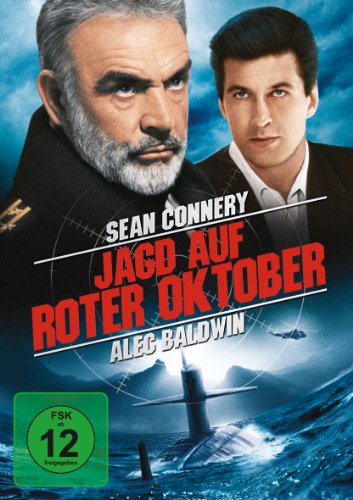 SEAN CONNERY
JAGD AUF
ROTER OKTOBER
ALEC BALDWIN
FSK
ab
12
freigegeben